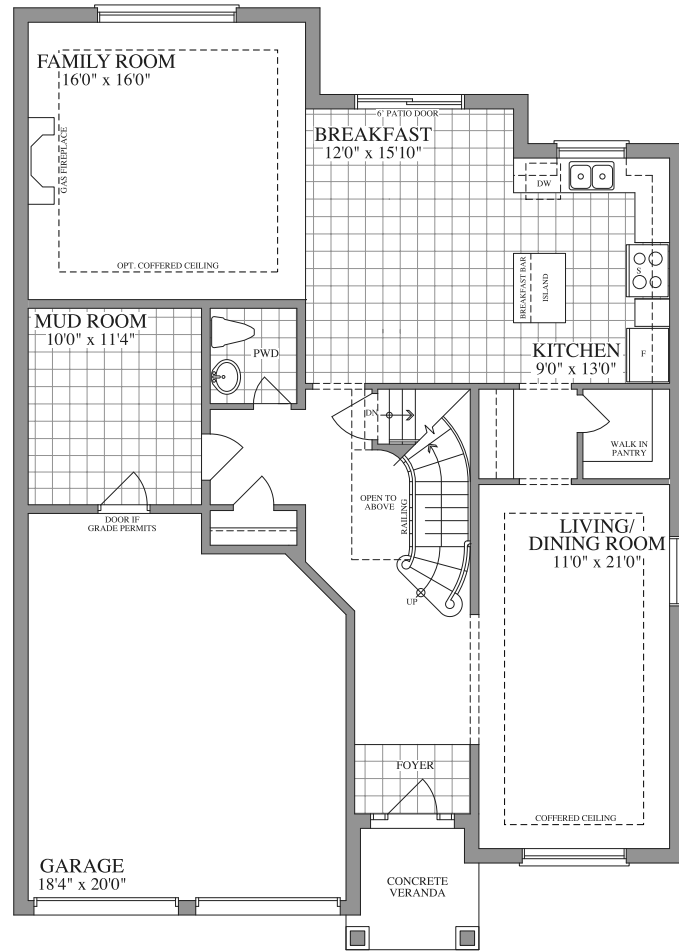 FAMILY ROOM
16'0" x 16'0"
GAS FIREPLACE
OPT. COFFERED CEILING
6' PATIO DOOR
BREAKFAST
12'0" x 15'10"
DW
BREAKFAST BAR
ISLAND
S
F
KITCHEN
9'0" x 13'0"
MUD ROOM
10'0" x 11'4"
PWD
DN
WALK IN
PANTRY
OPEN TO
ABOVE
RAILING
UP
DOOR IF
GRADE PERMITS
LIVING/
DINING ROOM
11'0" x 21'0"
COFFERED CEILING
FOYER
GARAGE
18'4" x 20'0"
CONCRETE
VERANDA